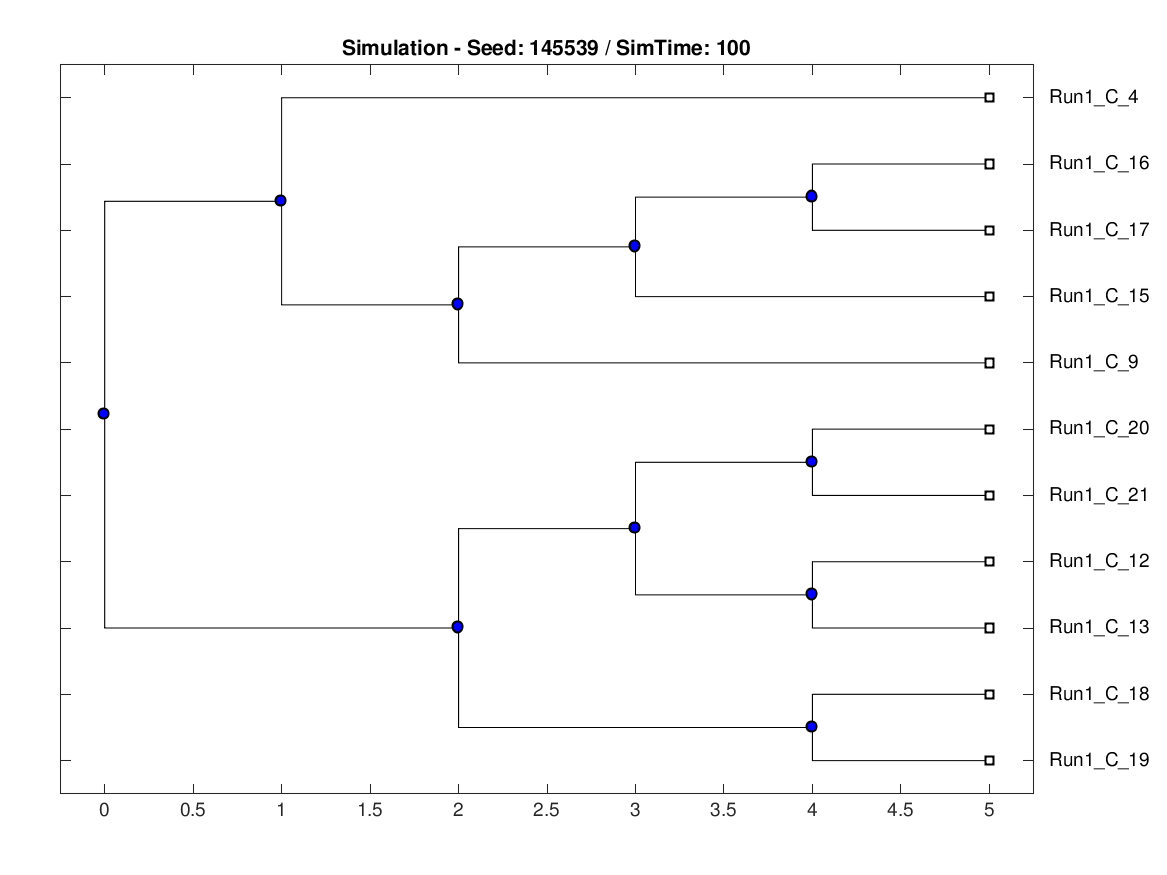 Simulation - Seed: 145539 / SimTime: 100
Run1_C_4
Run1_C_16
Run1_C_17
Run1_C_15
Run1_C_9
Run1_C_20
Run1_C_21
Run1_C_12
Run1_C_13
Run1_C_18
Run1_C_19
0 0.5 1 1.5 2 2.5 3 3.5 4 4.5 5